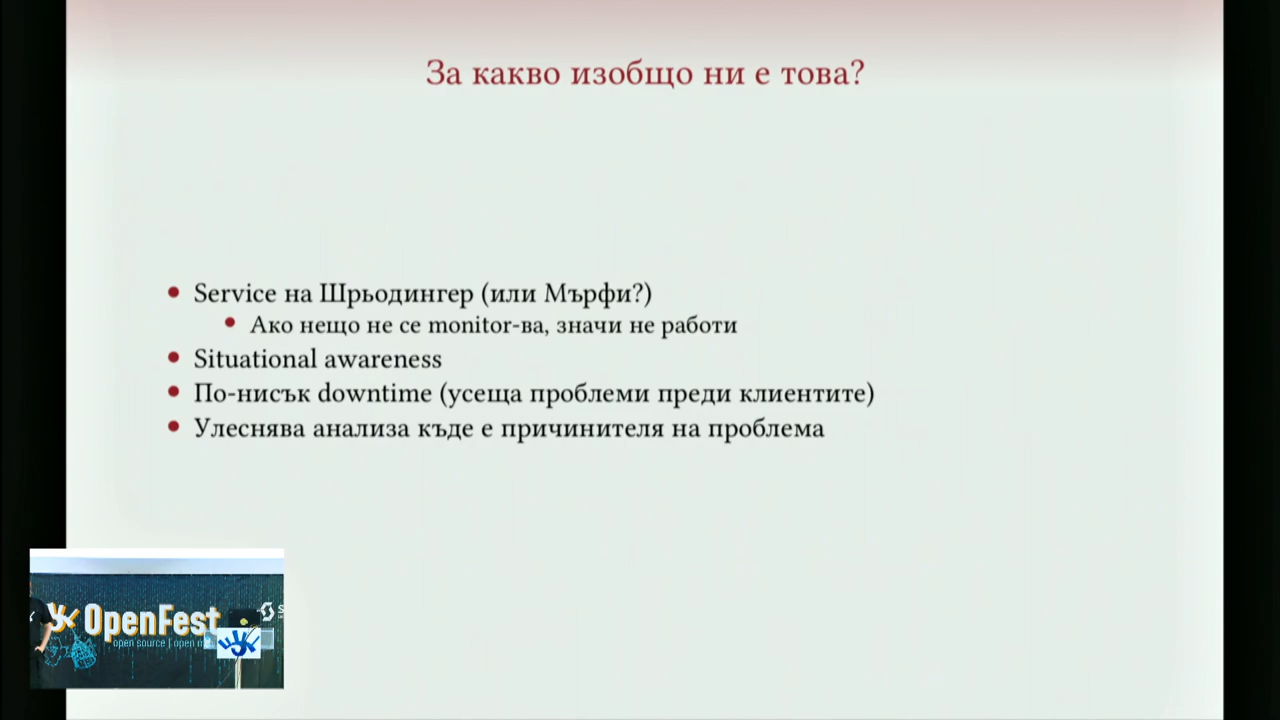 За какво изобщо ни е това?
Service на Шрьодингер (или Мърфи?)
Ако нещо не се monitor-ва, значи не работи
Situational awareness
По-нисък downtime (усеща проблеми преди клиентите)
Улеснява анализа къде е причинителя на проблема
OpenFest
open source | open